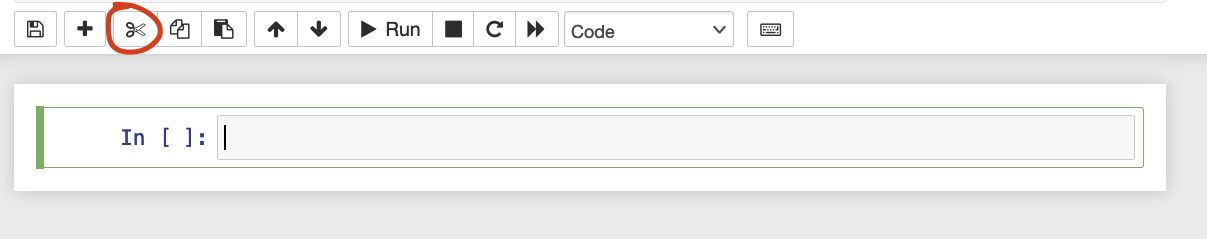 Run
Code
In [ ]: